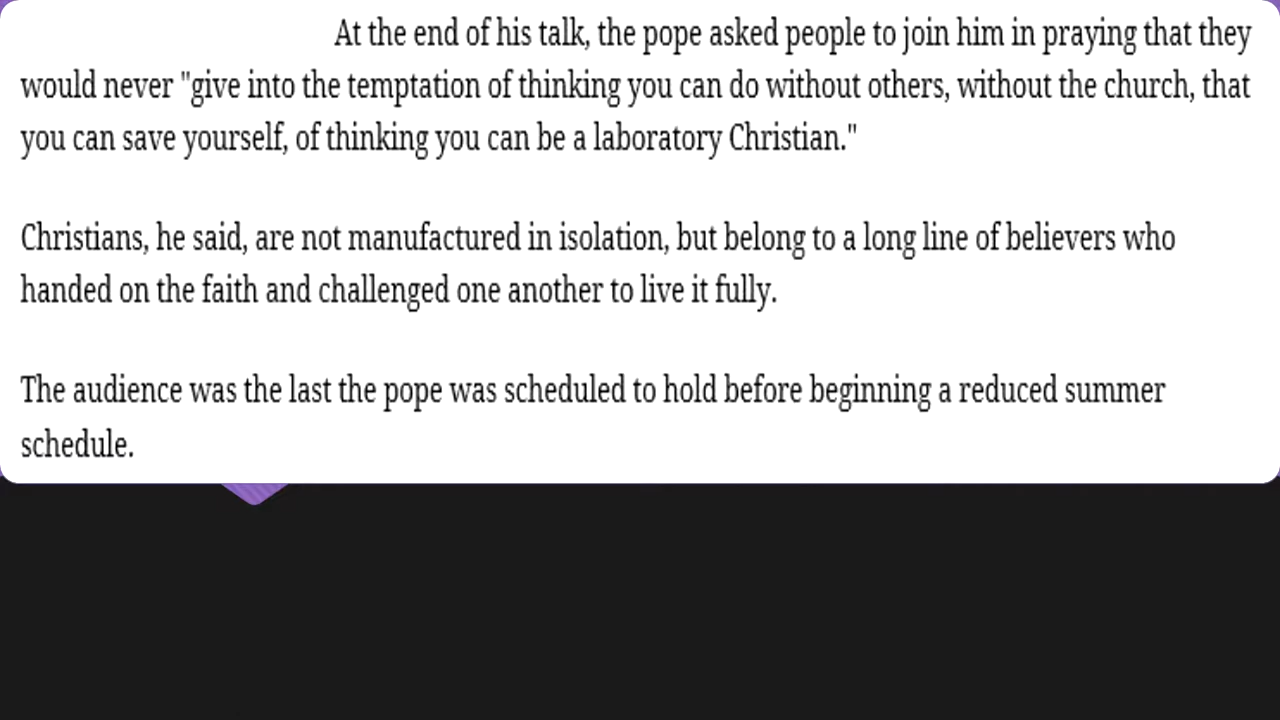 At the end of his talk, the pope asked people to join him in praying that they
would never "give into the temptation of thinking you can do without others, without the church, that
you can save yourself, of thinking you can be a laboratory Christian."
Christians, he said, are not manufactured in isolation, but belong to a long line of believers who
handed on the faith and challenged one another to live it fully.
The audience was the last the pope was scheduled to hold before beginning a reduced summer
schedule.